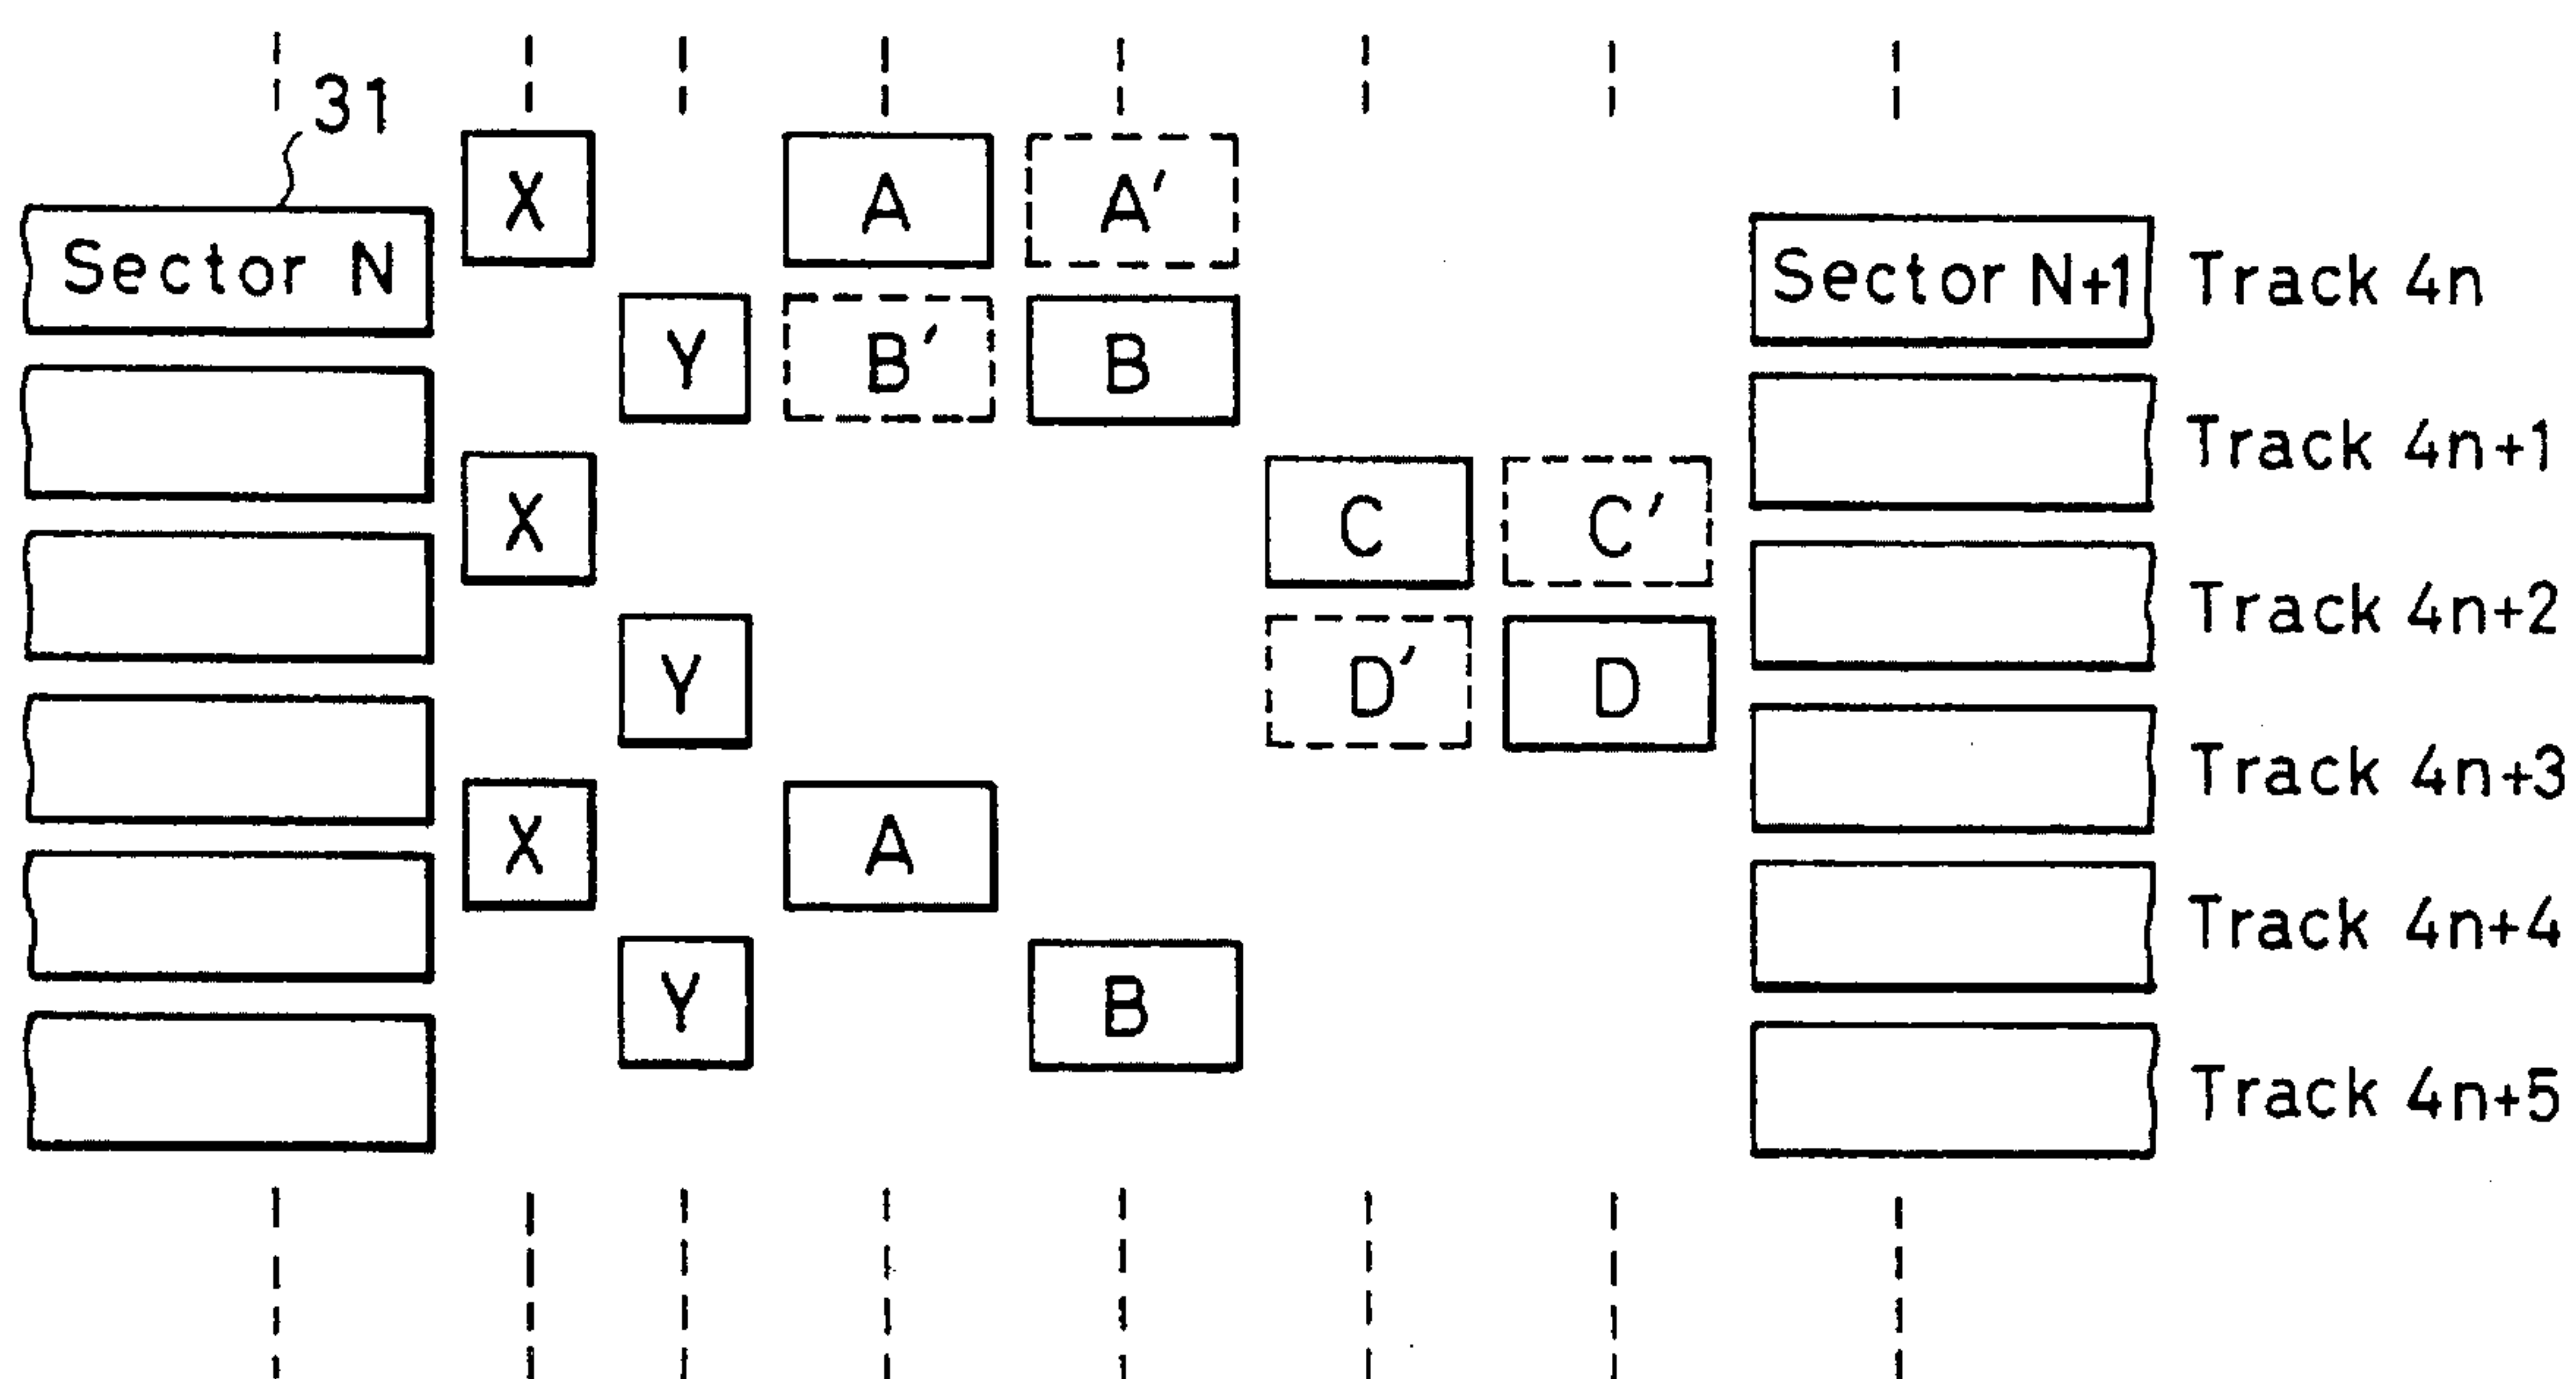 31
X A A′
Sector N Sector N+1 Track 4n
Y B′ B
Track 4n+1
X C C′
Track 4n+2
Y D′ D
Track 4n+3
X A
Track 4n+4
Y B
Track 4n+5